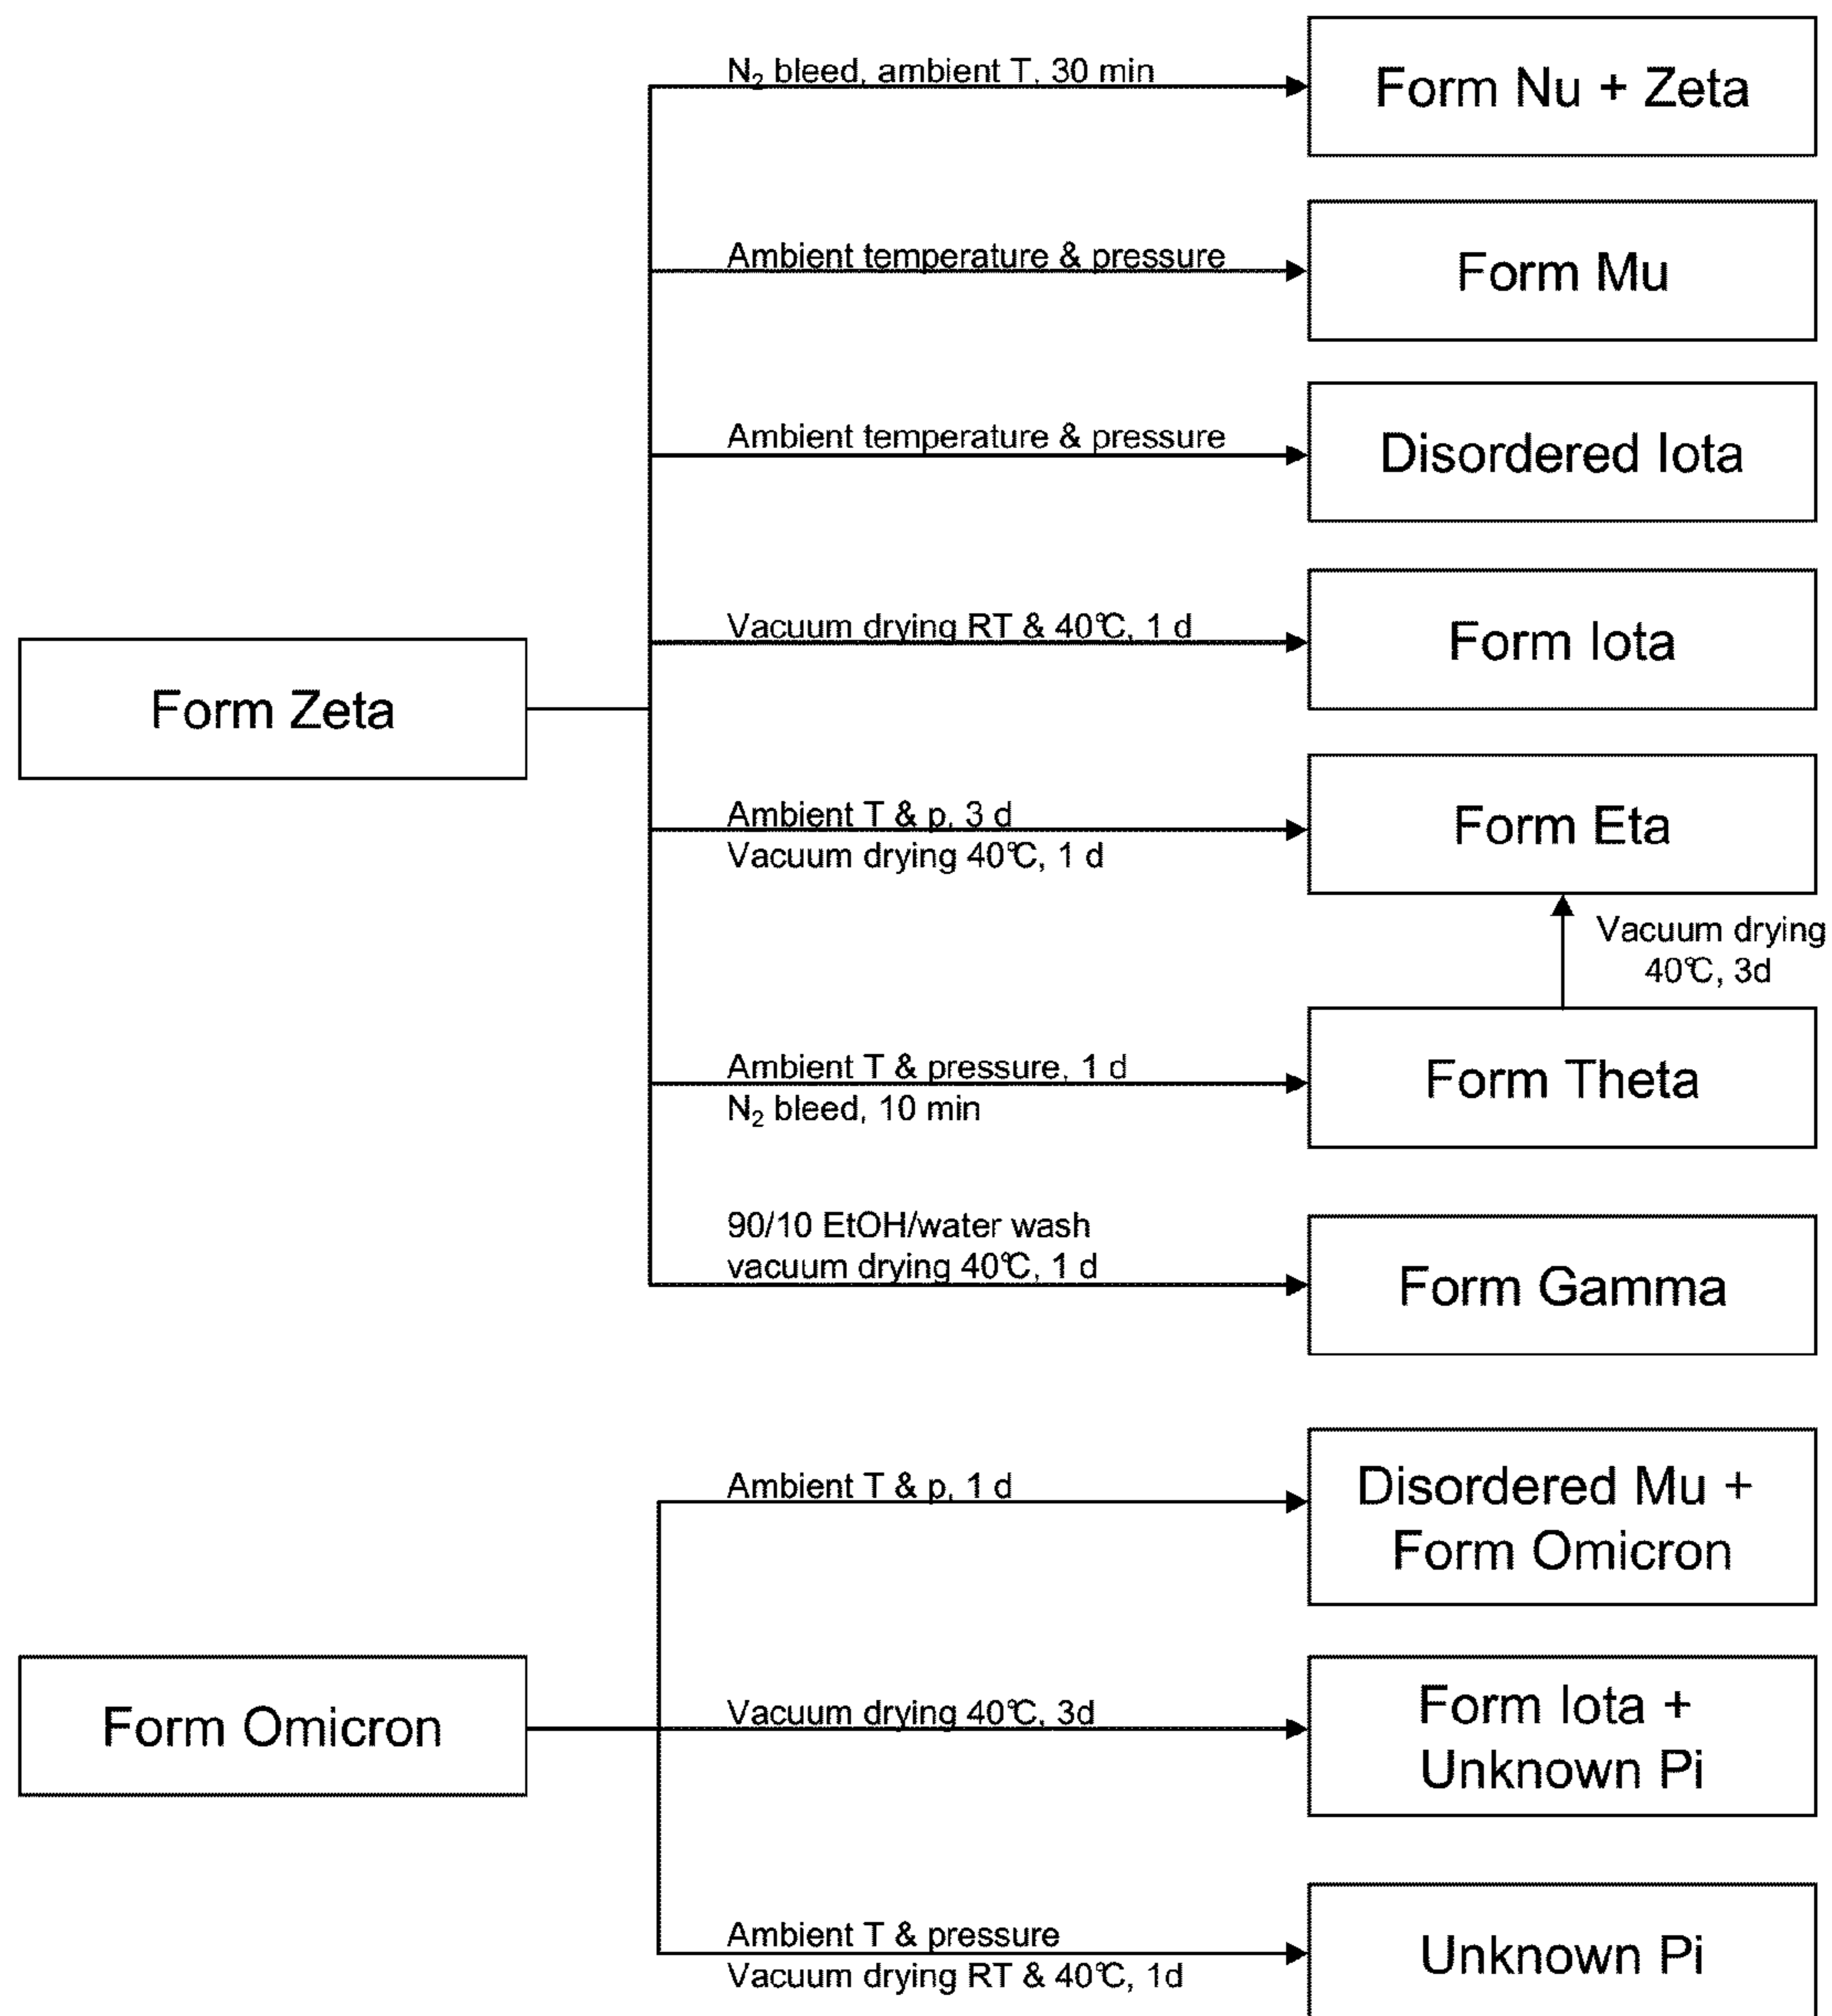 N₂ bleed, ambient T, 30 min
Form Nu + Zeta
Ambient temperature & pressure
Form Mu
Ambient temperature & pressure
Disordered Iota
Vacuum drying RT & 40°C, 1 d
Form Iota
Form Zeta
Ambient T & p, 3 d
Vacuum drying 40°C, 1 d
Form Eta
Vacuum drying
40°C, 3d
Ambient T & pressure, 1 d
N₂ bleed, 10 min
Form Theta
90/10 EtOH/water wash
vacuum drying 40°C, 1 d
Form Gamma
Ambient T & p, 1 d
Disordered Mu +
Form Omicron
Form Omicron
Vacuum drying 40°C, 3d
Form Iota +
Unknown Pi
Ambient T & pressure
Vacuum drying RT & 40°C, 1d
Unknown Pi